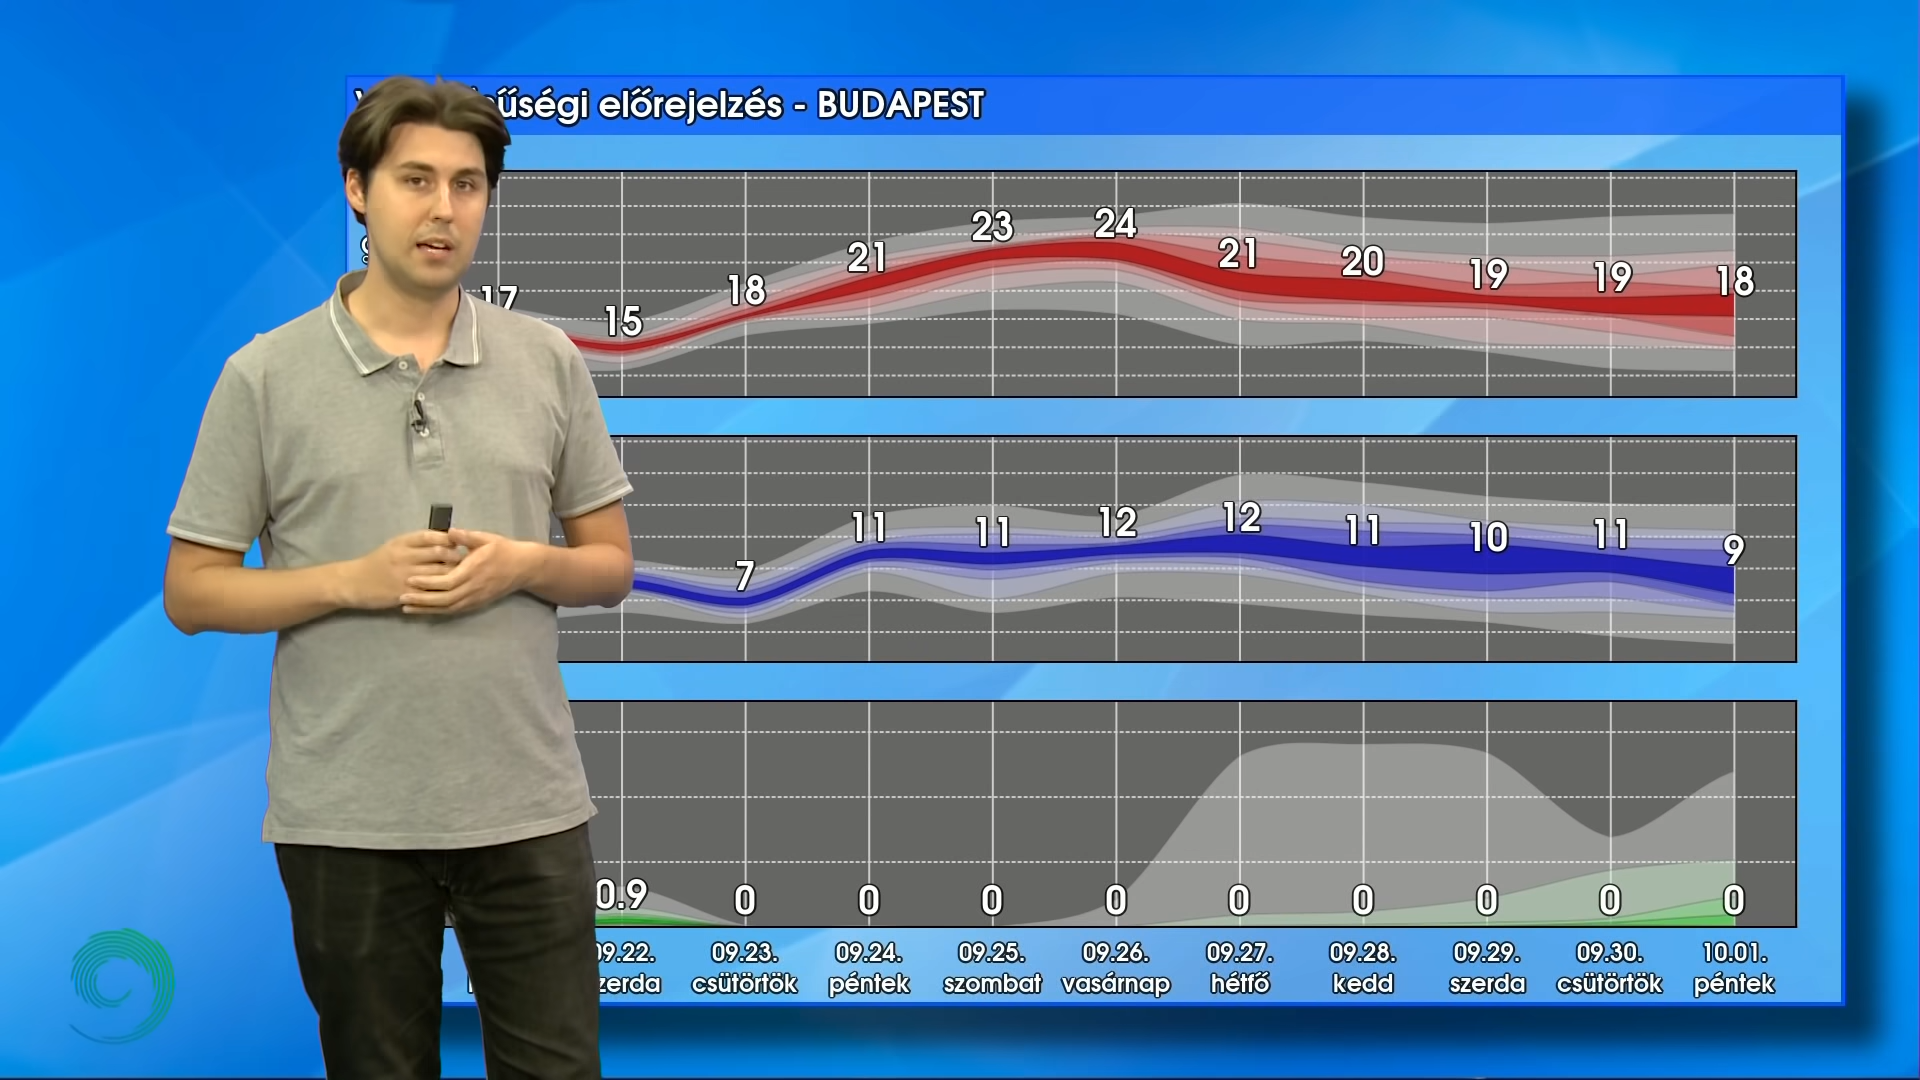 űségi előrejelzés - BUDAPEST
17 15 18 21 23 24 21 20 19 19 18
7 11 11 12 12 11 10 11 9
0.9 0 0 0 0 0 0 0 0 0
09.22. 09.23. 09.24. 09.25. 09.26. 09.27. 09.28. 09.29. 09.30. 10.01.
szerda csütörtök péntek szombat vasárnap hétfő kedd szerda csütörtök péntek